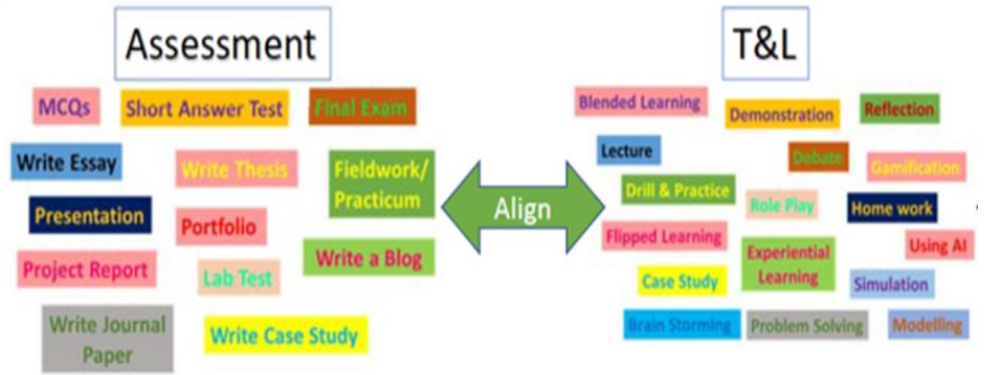 Assessment
MCQs
Short Answer Test
Final Exam
Write Essay
Write Thesis
Fieldwork/
Practicum
Presentation
Portfolio
Write a Blog
Project Report
Lab Test
Write Journal
Paper
Write Case Study
Align
T&L
Blended Learning
Demonstration
Reflection
Lecture
Debate
Gamification
Drill & Practice
Role Play
Home work
Flipped Learning
Experiential
Learning
Using AI
Case Study
Simulation
Brain Storming
Problem Solving
Modelling